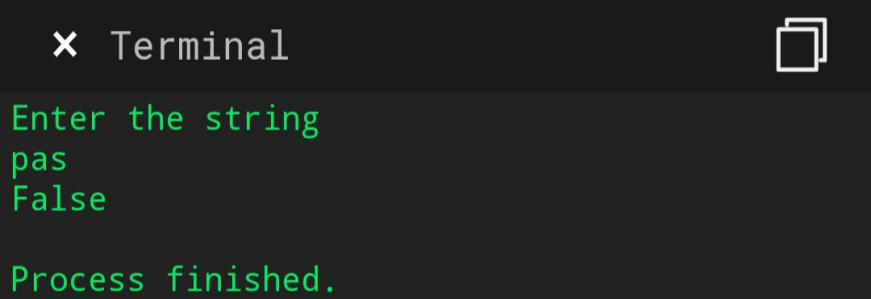 Terminal
Enter the string
pas
False
Process finished.